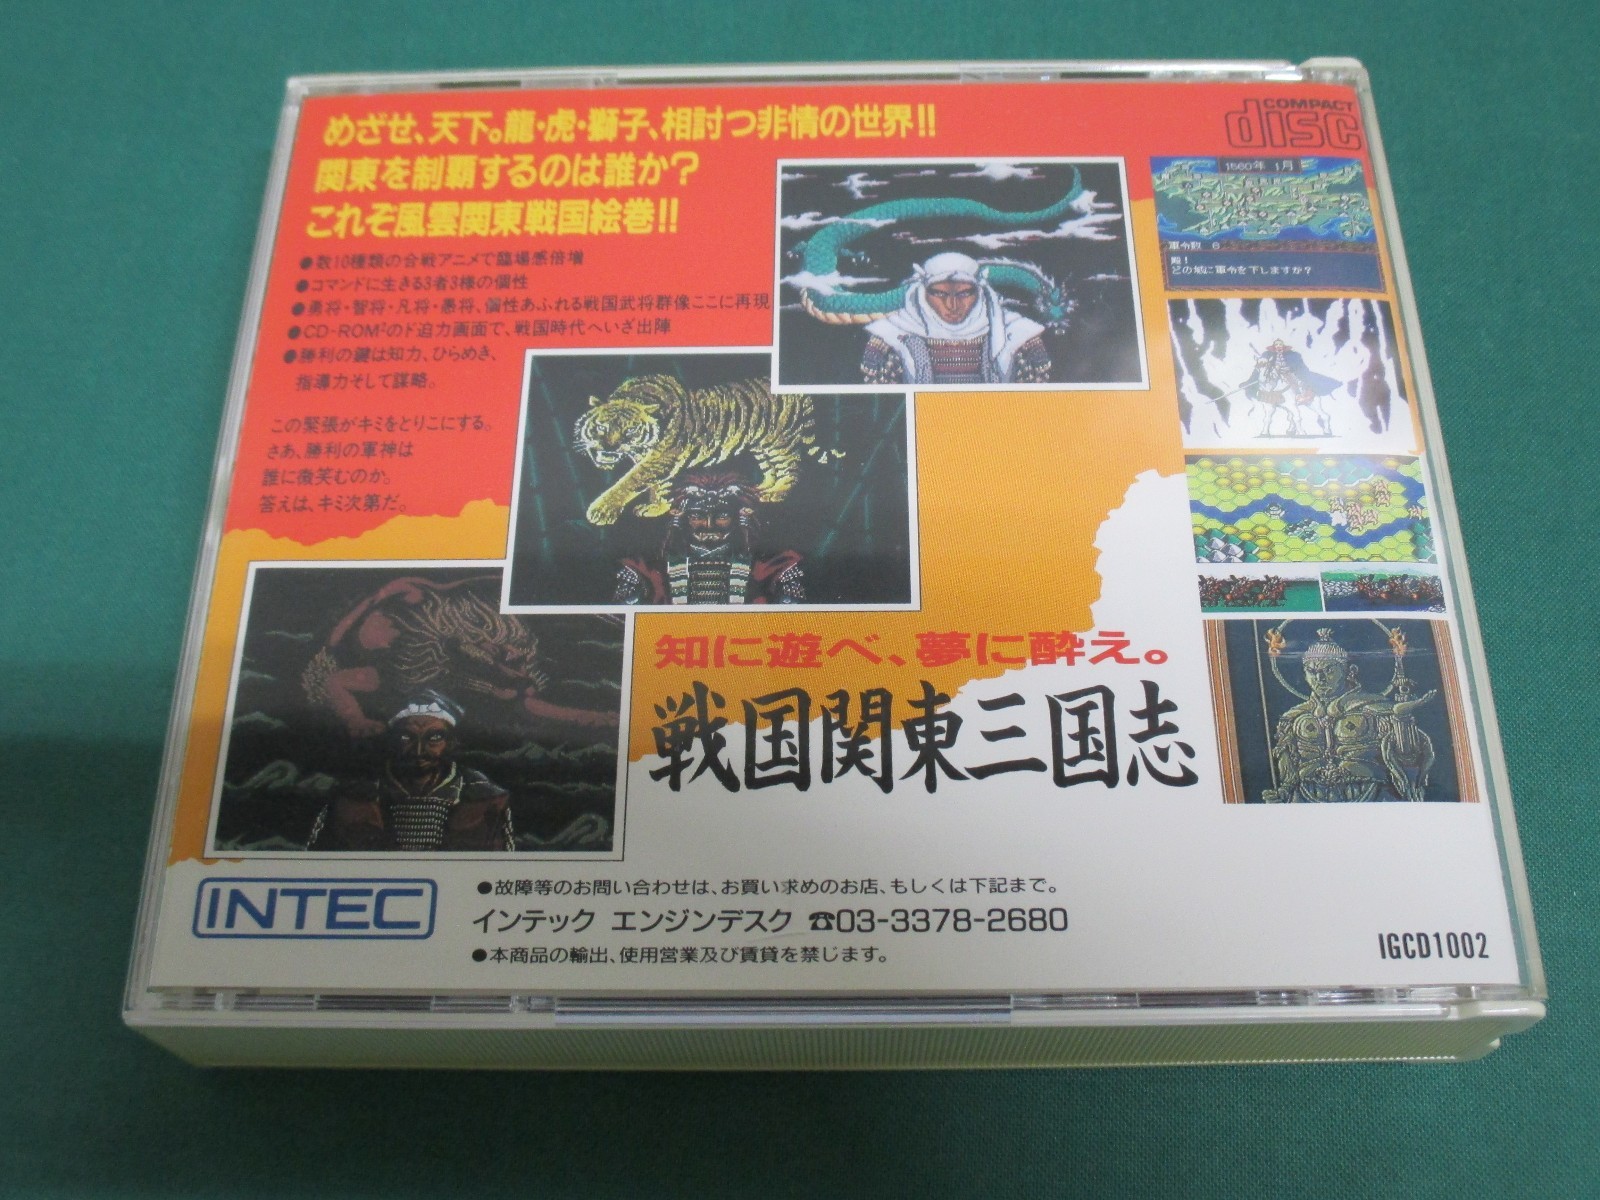 めざせ、天下。龍・虎・獅子、相討つ非情の世界!!
関東を制覇するのは誰か?
これぞ風雲関東戦国絵巻!!
●数10種類の合戦アニメで臨場感倍増
●コマンドに生きる3者3様の個性
●勇将・智将・凡将・愚将、個性あふれる戦国武将群像ここに再現
●CD-ROM²のド迫力画面で、戦国時代へいざ出陣
●勝利の鍵は知力、ひらめき、
指導力そして謀略。
この緊張がキミをとりこにする。
さあ、勝利の軍神は
誰に微笑むのか。
答えは、キミ次第だ。
COMPACT
disc
1560年 1月
軍令数 6
殿!
どの城に軍令を下しますか?
知に遊べ、夢に酔え。
戦国関東三国志
INTEC
●故障等のお問い合わせは、お買い求めのお店、もしくは下記まで。
インテック エンジンデスク ☎03-3378-2680
●本商品の輸出、使用営業及び賃貸を禁じます。
IGCD1002